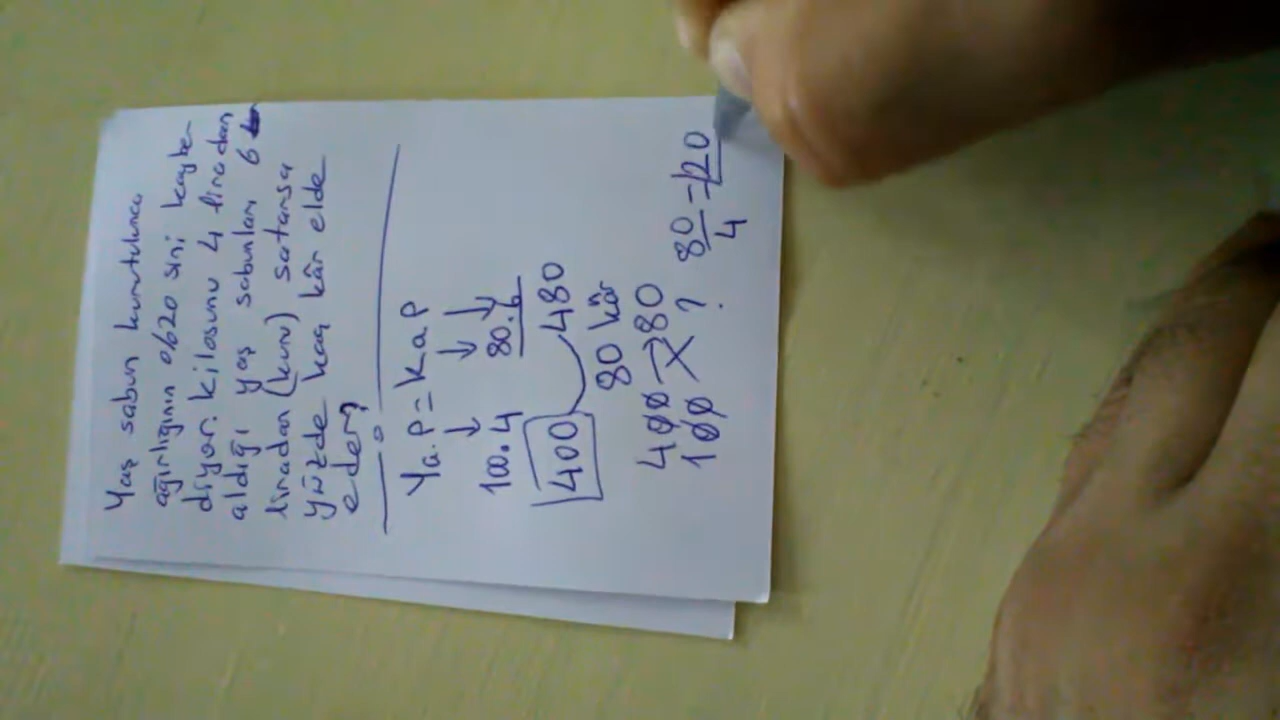 Yaş sabun kurutulunca
ağırlığının %20 sini kaybe-
diyor. kilosunu 4 liradan
aldığı yaş sabunları 6
liradan (kuru) satarsa
yüzde kaç kâr elde
eder?
Ya.P = k.a.P
100.4 80.6
400 480
80 kâr
400 80
100 ?
80/4 = 20